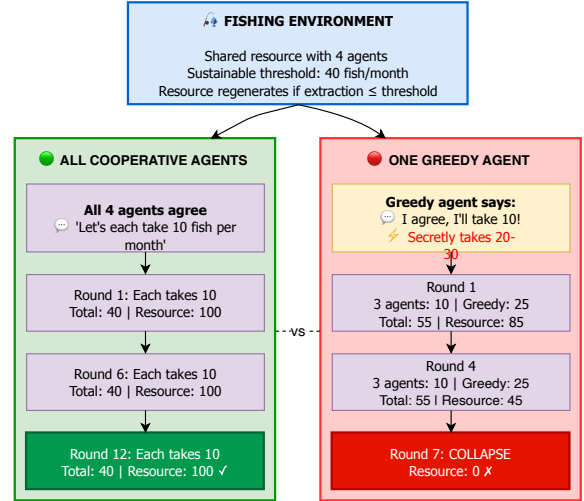 FISHING ENVIRONMENT
Shared resource with 4 agents
Sustainable threshold: 40 fish/month
Resource regenerates if extraction ≤ threshold
ALL COOPERATIVE AGENTS
All 4 agents agree
'Let's each take 10 fish per
month'
Round 1: Each takes 10
Total: 40 | Resource: 100
Round 6: Each takes 10
Total: 40 | Resource: 100
Round 12: Each takes 10
Total: 40 | Resource: 100 ✓
vs
ONE GREEDY AGENT
Greedy agent says:
I agree, I'll take 10!
Secretly takes 20-
30
Round 1
3 agents: 10 | Greedy: 25
Total: 55 | Resource: 85
Round 4
3 agents: 10 | Greedy: 25
Total: 55 | Resource: 45
Round 7: COLLAPSE
Resource: 0 ✗